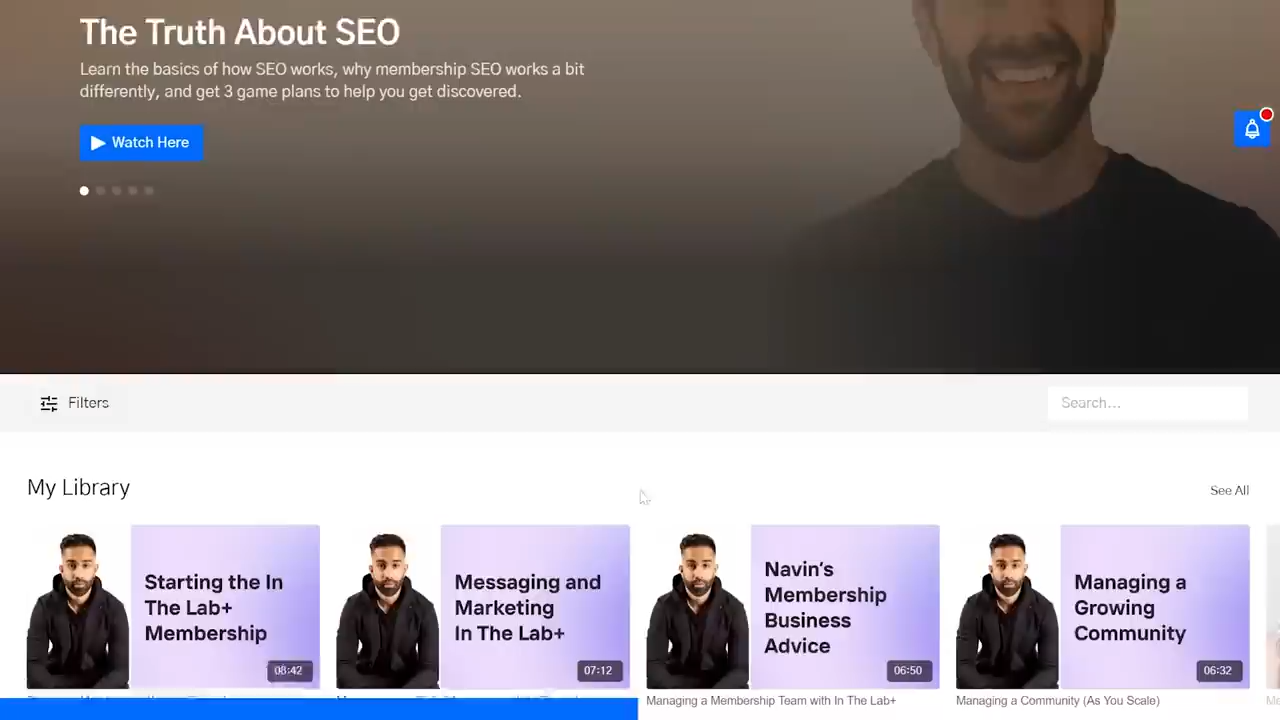 The Truth About SEO
Learn the basics of how SEO works, why membership SEO works a bit
differently, and get 3 game plans to help you get discovered.
Watch Here
Filters
Search...
My Library
See All
Starting the In
The Lab+
Membership
08:42
Messaging and
Marketing
In The Lab+
07:12
Navin's
Membership
Business
Advice
06:50
Managing a
Growing
Community
06:32
Managing a Membership Team with In The Lab+
Managing a Community (As You Scale)